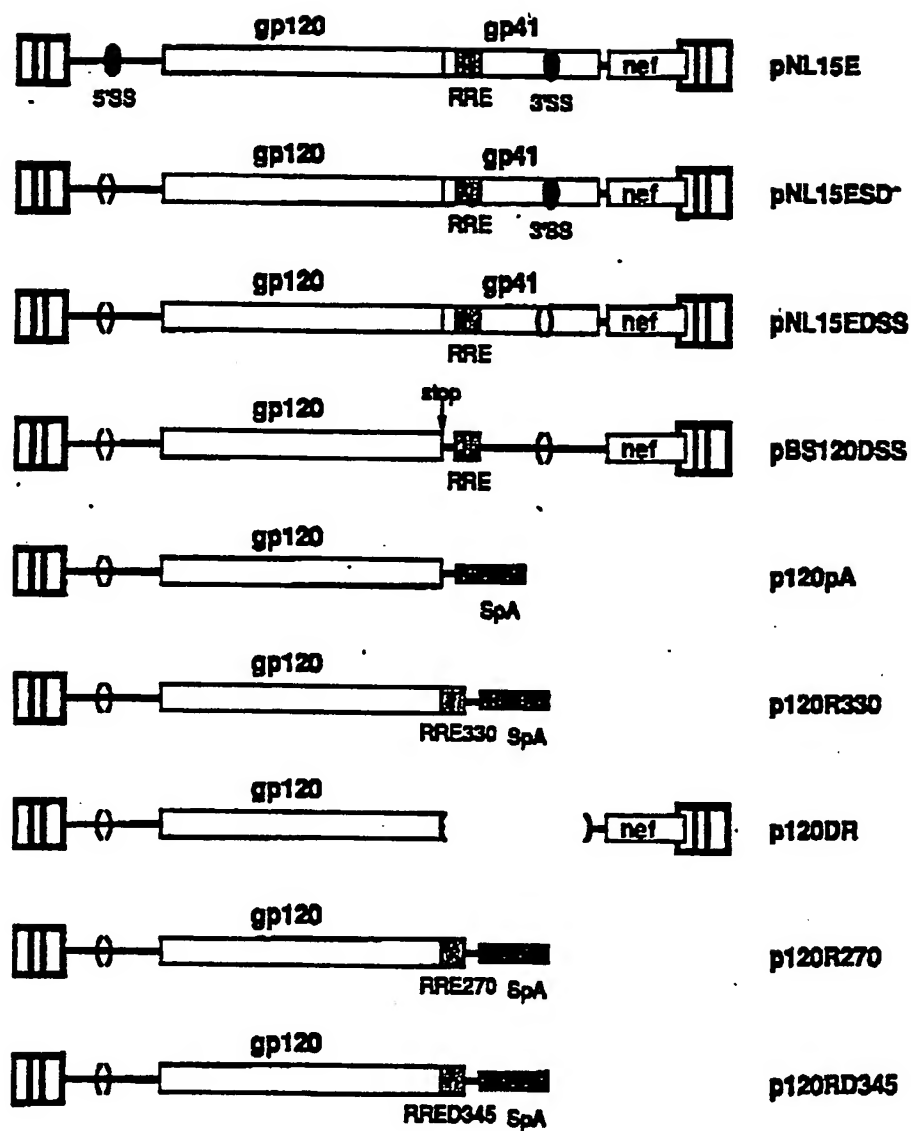 gp120 gp41
nef pNL15E
5'SS RRE 3'SS
gp120 gp41
nef pNL15ESD-
RRE 3'SS
gp120 gp41
nef pNL15EDSS
RRE
gp120 stop
nef pBS120DSS
RRE
gp120
p120pA
SpA
gp120
p120R330
RRE330 SpA
gp120
nef p120DR
gp120
p120R270
RRE270 SpA
gp120
p120RD345
RRED345 SpA